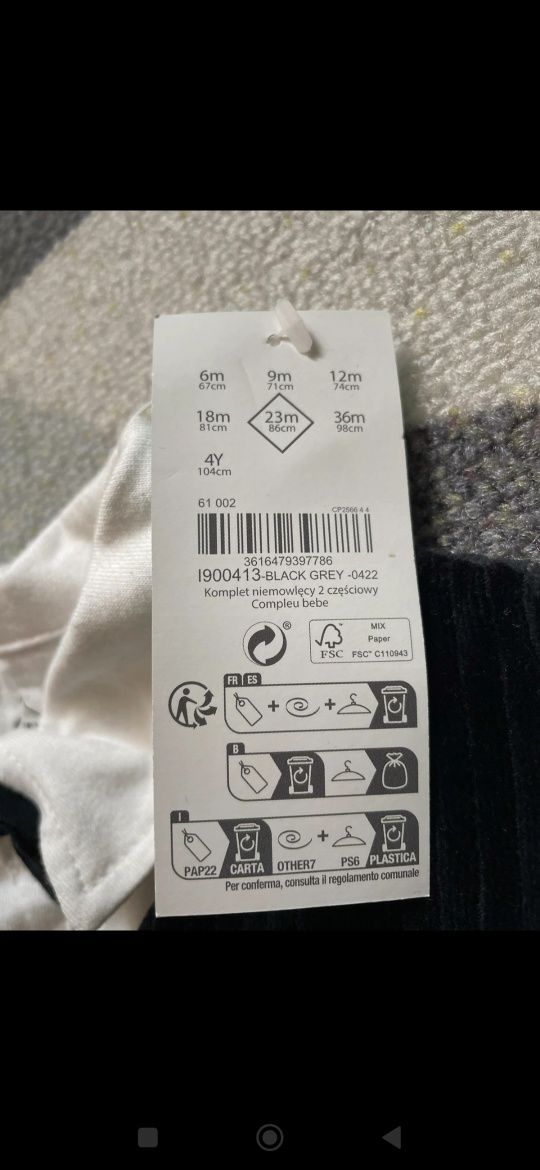 6m 9m 12m
67cm 71cm 74cm
18m 23m 36m
81cm 86cm 98cm
4Y
104cm
61 002
CP2566 4 4
3616479397786
I900413-BLACK GREY -0422
Komplet niemowlęcy 2 częściowy
Compleu bebe
®
MIX
Paper
FSC FSC™ C110943
FR ES
+ +
B
I
+
PAP22 CARTA OTHER7 PS6 PLASTICA
Per conferma, consulta il regolamento comunale